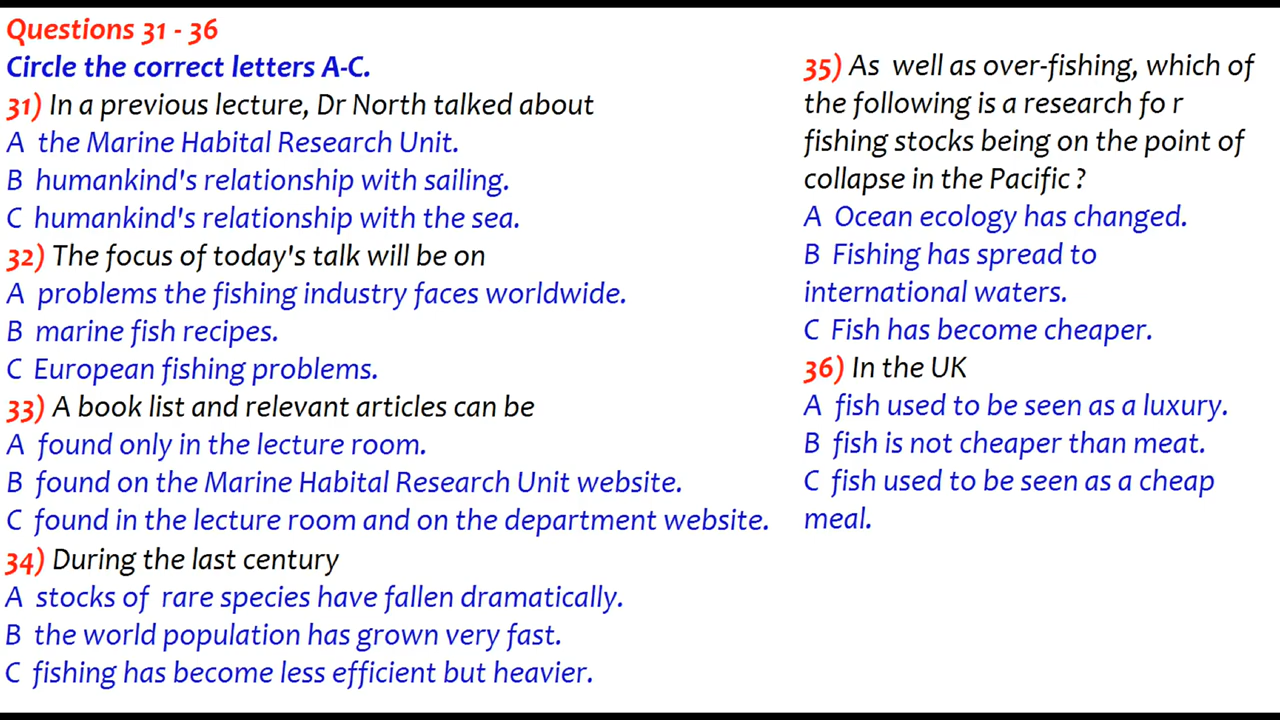 Questions 31 - 36
Circle the correct letters A-C.
31) In a previous lecture, Dr North talked about
A the Marine Habital Research Unit.
B humankind's relationship with sailing.
C humankind's relationship with the sea.
32) The focus of today's talk will be on
A problems the fishing industry faces worldwide.
B marine fish recipes.
C European fishing problems.
33) A book list and relevant articles can be
A found only in the lecture room.
B found on the Marine Habital Research Unit website.
C found in the lecture room and on the department website.
34) During the last century
A stocks of rare species have fallen dramatically.
B the world population has grown very fast.
C fishing has become less efficient but heavier.
35) As well as over-fishing, which of
the following is a research fo r
fishing stocks being on the point of
collapse in the Pacific ?
A Ocean ecology has changed.
B Fishing has spread to
international waters.
C Fish has become cheaper.
36) In the UK
A fish used to be seen as a luxury.
B fish is not cheaper than meat.
C fish used to be seen as a cheap
meal.